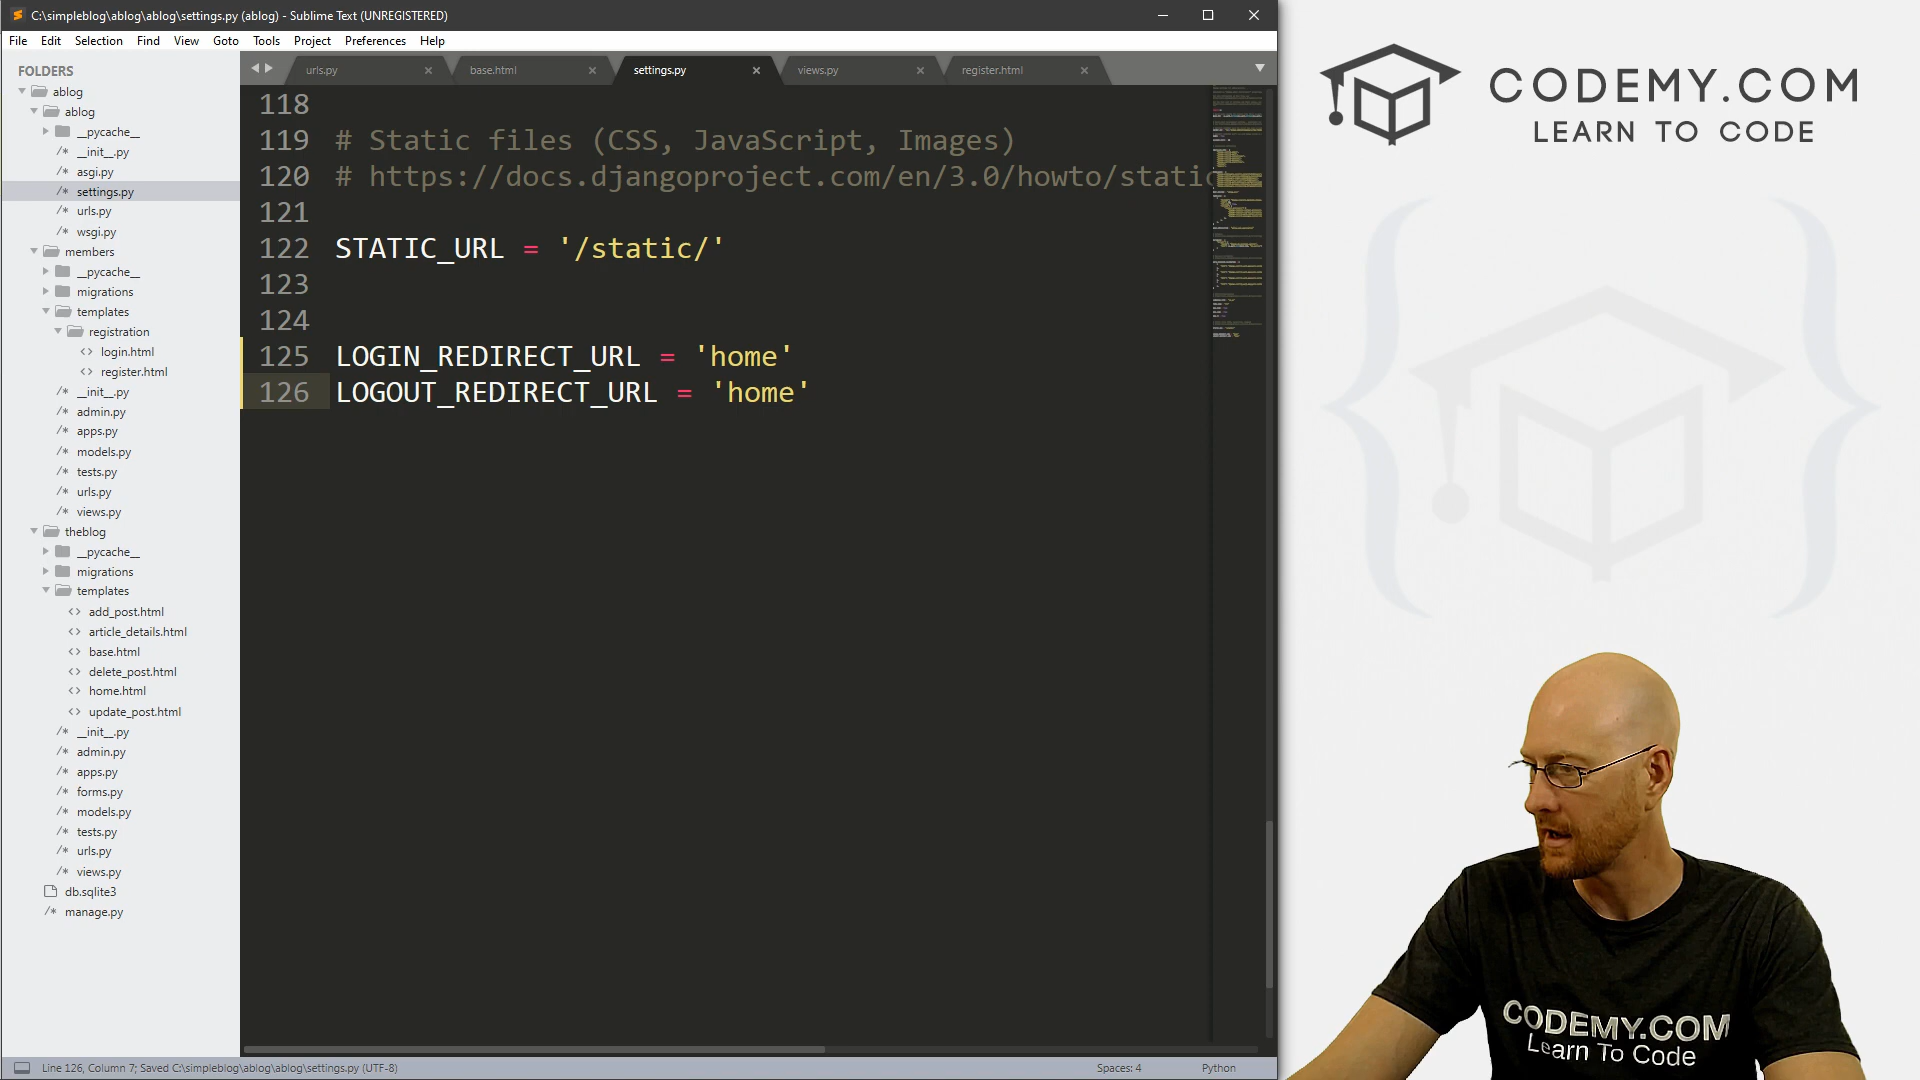 C:\simpleblog\ablog\ablog\settings.py (ablog) - Sublime Text (UNREGISTERED)
File Edit Selection Find View Goto Tools Project Preferences Help
FOLDERS
ablog
ablog
__pycache__
/* __init__.py
/* asgi.py
/* settings.py
/* urls.py
/* wsgi.py
members
__pycache__
migrations
templates
registration
<> login.html
<> register.html
/* __init__.py
/* admin.py
/* apps.py
/* models.py
/* tests.py
/* urls.py
/* views.py
theblog
__pycache__
migrations
templates
<> add_post.html
<> article_details.html
<> base.html
<> delete_post.html
<> home.html
<> update_post.html
/* __init__.py
/* admin.py
/* apps.py
/* forms.py
/* models.py
/* tests.py
/* urls.py
/* views.py
db.sqlite3
/* manage.py
urls.py base.html settings.py views.py register.html
118
119 # Static files (CSS, JavaScript, Images)
120 # https://docs.djangoproject.com/en/3.0/howto/static
121
122 STATIC_URL = '/static/'
123
124
125 LOGIN_REDIRECT_URL = 'home'
126 LOGOUT_REDIRECT_URL = 'home'
Line 126, Column 7; Saved C:\simpleblog\ablog\ablog\settings.py (UTF-8) Spaces: 4 Python
CODEMY.COM
LEARN TO CODE
CODEMY.COM
Learn To Code